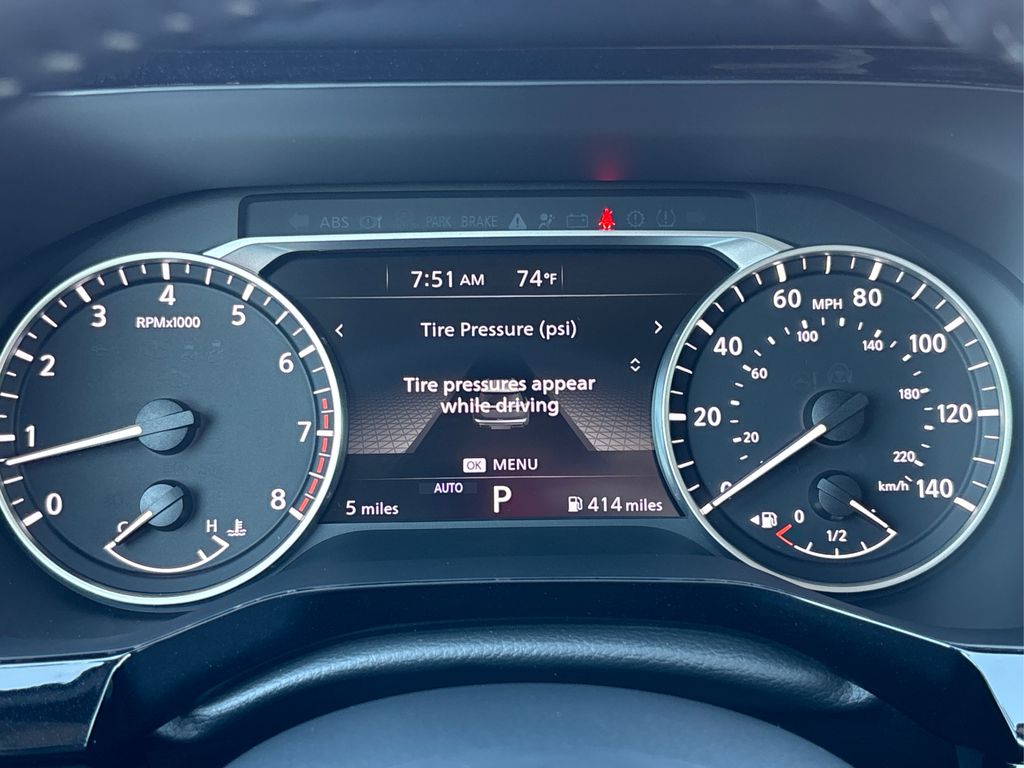 ABS PARK BRAKE
7:51 AM 74°F
Tire Pressure (psi)
Tire pressures appear
while driving
OK MENU
AUTO
P
5 miles
414 miles
RPMx1000
0
1
2
3
4
5
6
7
8
C H
MPH
0
20
40
60
80
100
120
140
20
60
100
140
180
220
km/h
0
1/2